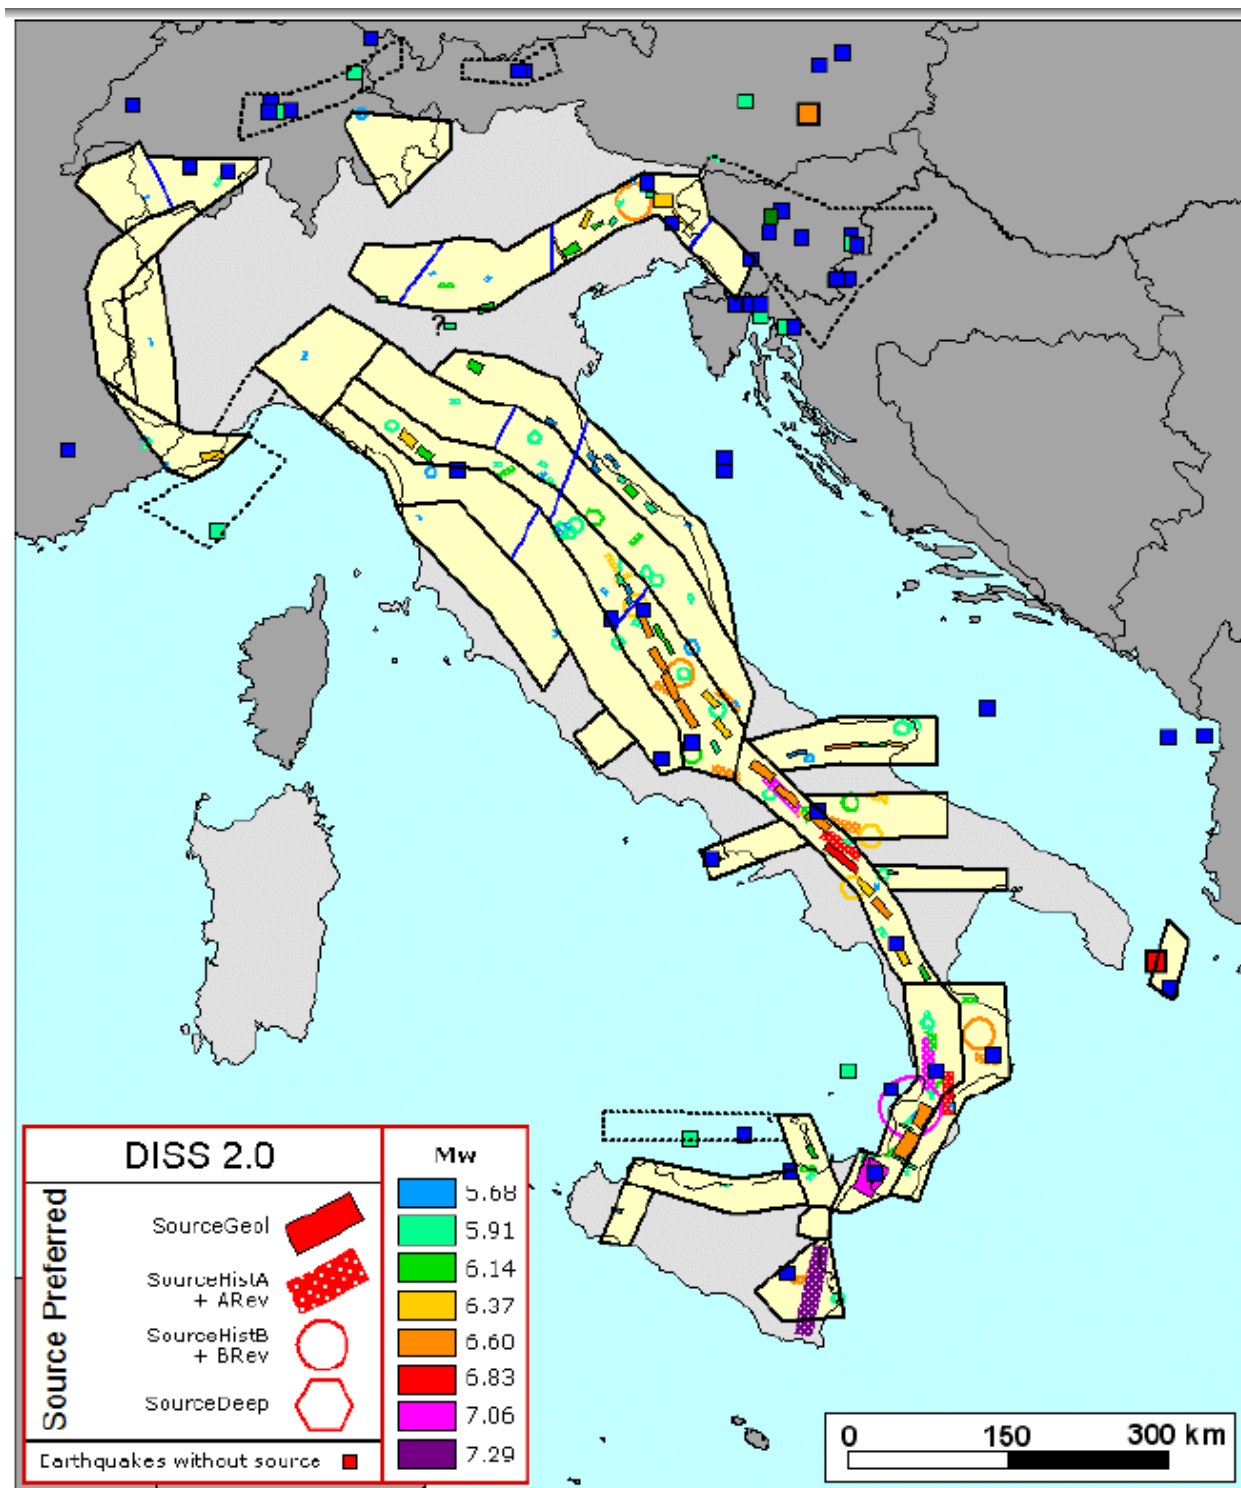 ?
DISS 2.0
Source Preferred
SourceGeol
SourceHistA
+ ARev
SourceHistB
+ BRev
SourceDeep
Earthquakes without source
Mw
5.68
5.91
6.14
6.37
6.60
6.83
7.06
7.29
0 150 300 km